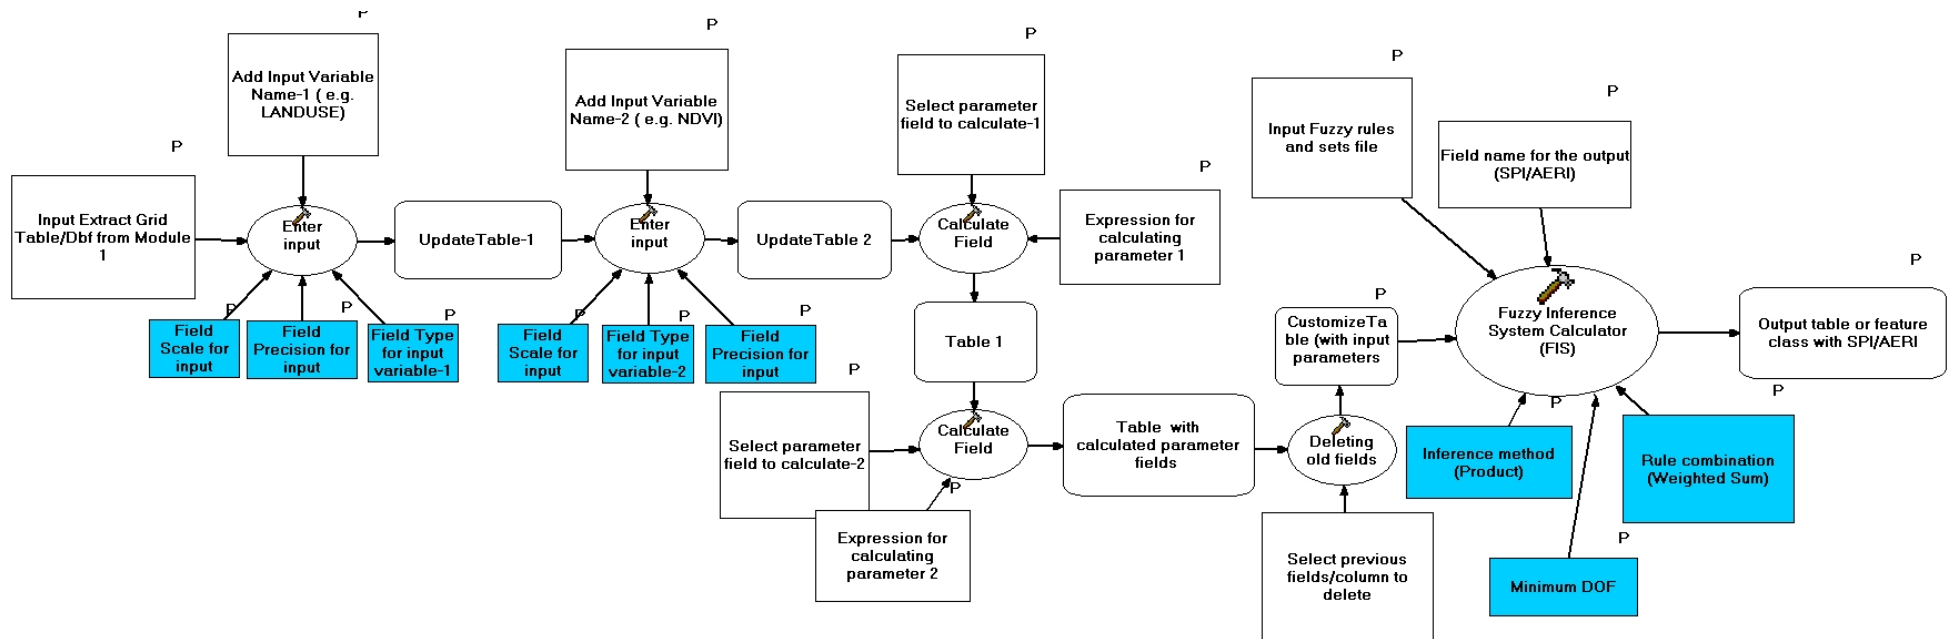 P
Add Input Variable
Name-1 ( e.g.
LANDUSE)
P
Input Extract Grid
Table/Dbf from Module
1
Enter
input
P
Field
Scale for
input
P
Field
Precision for
input
P
Field Type
for input
variable-1
UpdateTable-1
P
Add Input Variable
Name-2 ( e.g. NDVI)
Enter
input
P
Field
Scale for
input
P
Field Type
for input
variable-2
P
Field
Precision for
input
UpdateTable 2
P
Select parameter
field to calculate-1
Calculate
Field
P
Expression for
calculating
parameter 1
Table 1
P
Select parameter
field to calculate-2
Calculate
Field
P
Expression for
calculating
parameter 2
Table with
calculated parameter
fields
Deleting
old fields
Select previous
fields/column to
delete
P
CustomizeTa
ble (with input
parameters
P
Input Fuzzy rules
and sets file
P
Field name for the output
(SPI/AERI)
Fuzzy Inference
System Calculator
(FIS)
P
Inference method
(Product)
P
Rule combination
(Weighted Sum)
P
Minimum DOF
P
Output table or feature
class with SPI/AERI